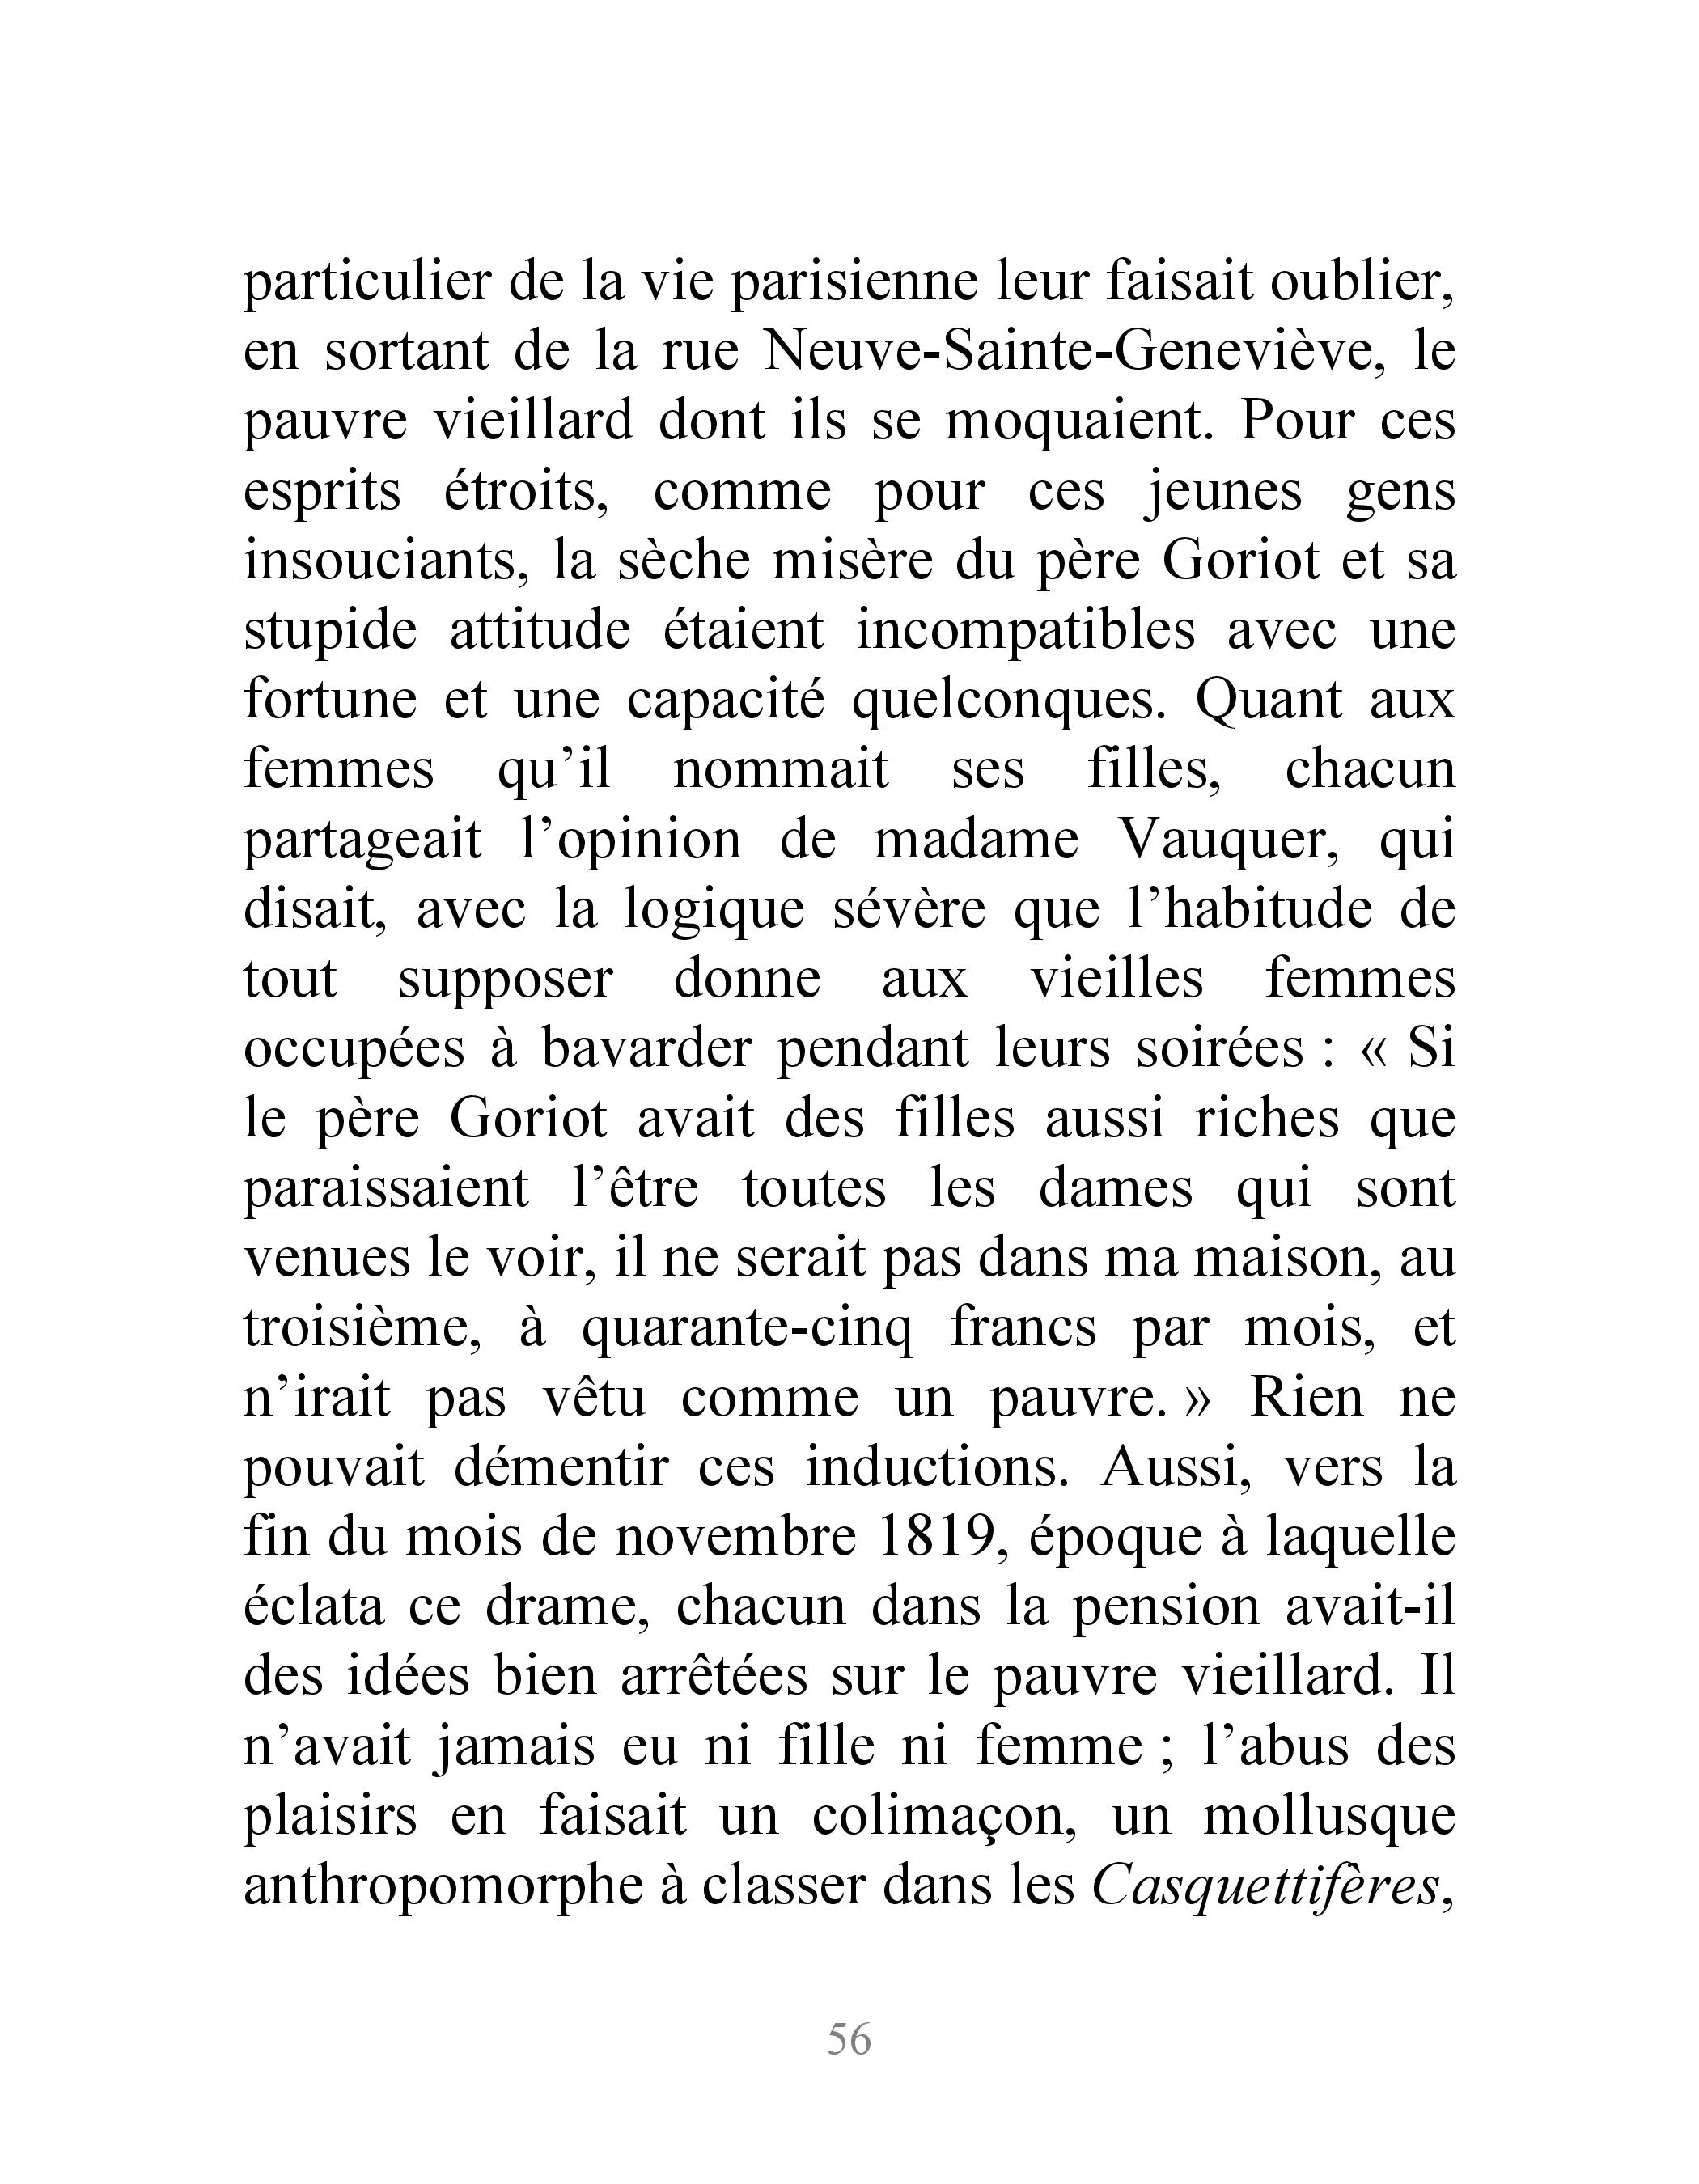 particulier de la vie parisienne leur faisait oublier,
en sortant de la rue Neuve-Sainte-Geneviève, le
pauvre vieillard dont ils se moquaient. Pour ces
esprits étroits, comme pour ces jeunes gens
insouciants, la sèche misère du père Goriot et sa
stupide attitude étaient incompatibles avec une
fortune et une capacité quelconques. Quant aux
femmes qu’il nommait ses filles, chacun
partageait l’opinion de madame Vauquer, qui
disait, avec la logique sévère que l’habitude de
tout supposer donne aux vieilles femmes
occupées à bavarder pendant leurs soirées : « Si
le père Goriot avait des filles aussi riches que
paraissaient l’être toutes les dames qui sont
venues le voir, il ne serait pas dans ma maison, au
troisième, à quarante-cinq francs par mois, et
n’irait pas vêtu comme un pauvre. » Rien ne
pouvait démentir ces inductions. Aussi, vers la
fin du mois de novembre 1819, époque à laquelle
éclata ce drame, chacun dans la pension avait-il
des idées bien arrêtées sur le pauvre vieillard. Il
n’avait jamais eu ni fille ni femme ; l’abus des
plaisirs en faisait un colimaçon, un mollusque
anthropomorphe à classer dans les Casquettifères,
56